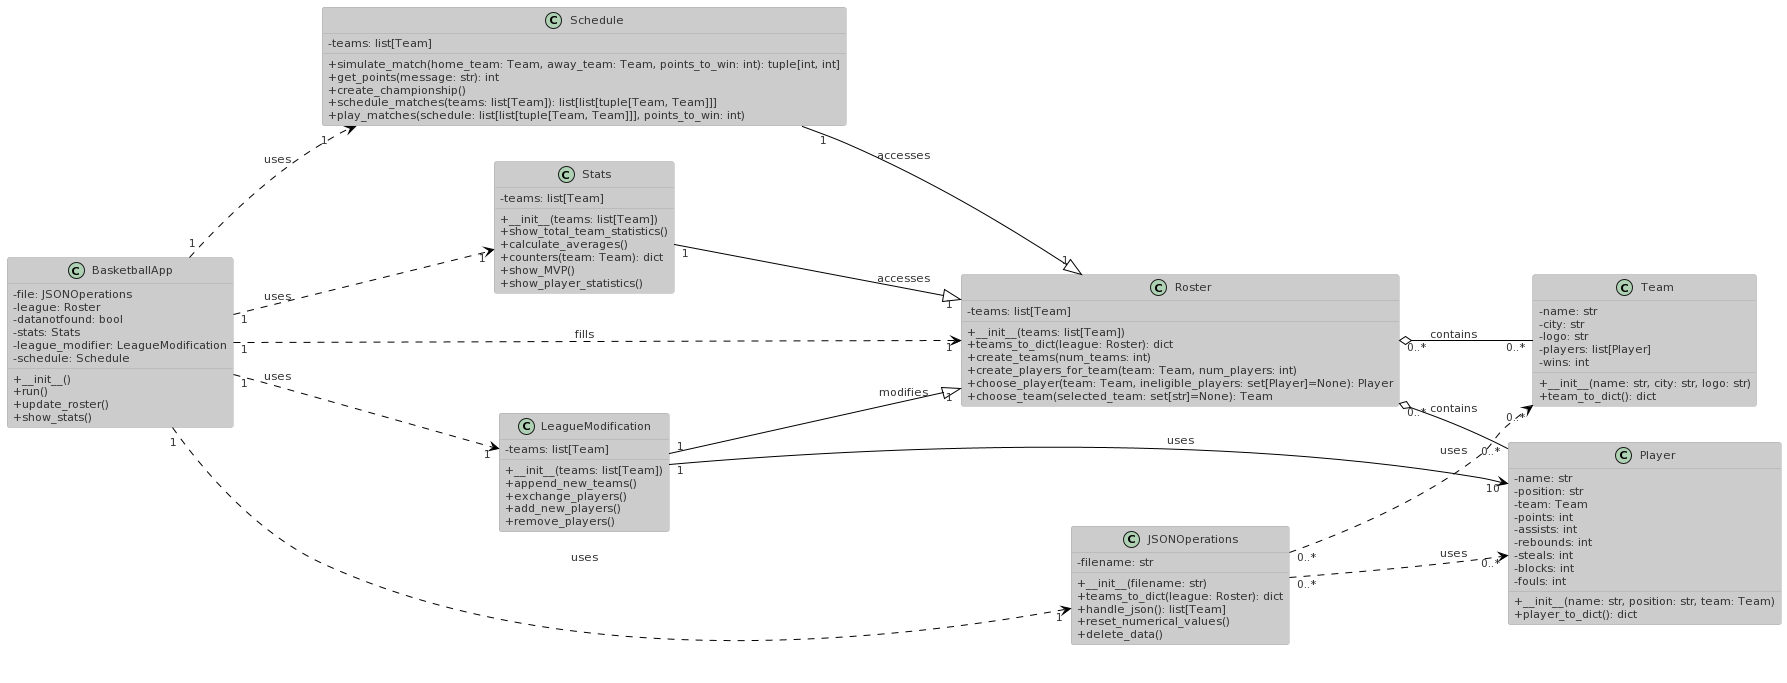 C Schedule
-teams: list[Team]
+simulate_match(home_team: Team, away_team: Team, points_to_win: int): tuple[int, int]
+get_points(message: str): int
+create_championship()
+schedule_matches(teams: list[Team]): list[list[tuple[Team, Team]]]
+play_matches(schedule: list[list[tuple[Team, Team]]], points_to_win: int)
1
1
accesses
uses
C Stats
-teams: list[Team]
+__init__(teams: list[Team])
+show_total_team_statistics()
+calculate_averages()
+counters(team: Team): dict
+show_MVP()
+show_player_statistics()
1
1
1
1
accesses
uses
1
1
C BasketballApp
-file: JSONOperations
-league: Roster
-datanotfound: bool
-stats: Stats
-league_modifier: LeagueModification
-schedule: Schedule
+__init__()
+run()
+update_roster()
+show_stats()
fills
1
1
uses
1
1
C Roster
-teams: list[Team]
+__init__(teams: list[Team])
+teams_to_dict(league: Roster): dict
+create_teams(num_teams: int)
+create_players_for_team(team: Team, num_players: int)
+choose_player(team: Team, ineligible_players: set[Player]=None): Player
+choose_team(selected_team: set[str]=None): Team
contains
0..*
0..*
C Team
-name: str
-city: str
-logo: str
-players: list[Player]
-wins: int
+__init__(name: str, city: str, logo: str)
+team_to_dict(): dict
modifies
1
1
contains
0..*
0..*
0..*
C LeagueModification
-teams: list[Team]
+__init__(teams: list[Team])
+append_new_teams()
+exchange_players()
+add_new_players()
+remove_players()
uses
1
10
uses
C Player
-name: str
-position: str
-team: Team
-points: int
-assists: int
-rebounds: int
-steals: int
-blocks: int
-fouls: int
+__init__(name: str, position: str, team: Team)
+player_to_dict(): dict
1
uses
1
C JSONOperations
-filename: str
+__init__(filename: str)
+teams_to_dict(league: Roster): dict
+handle_json(): list[Team]
+reset_numerical_values()
+delete_data()
0..*
uses
0..*
0..*